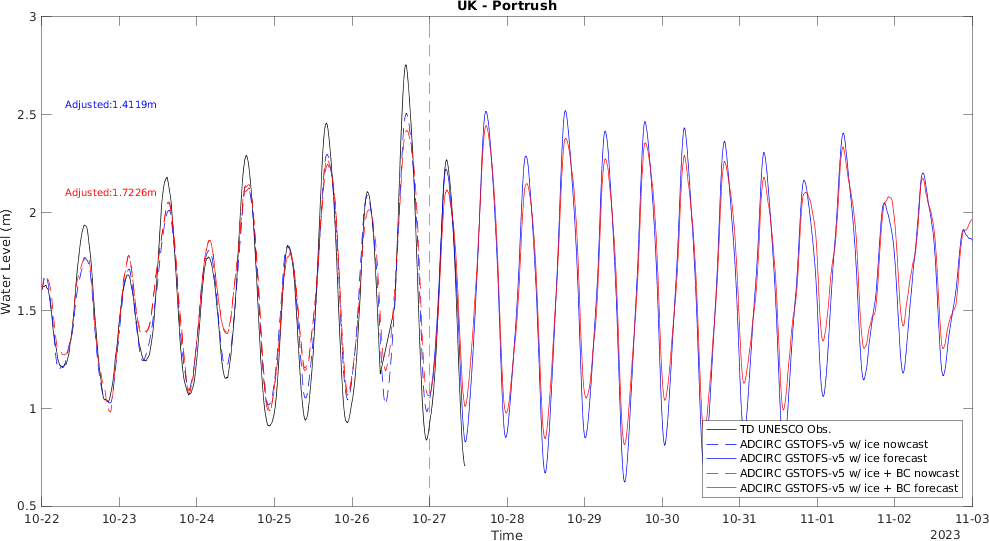 UK - Portrush
Water Level (m)
3
2.5
2
1.5
1
0.5
Adjusted:1.4119m
Adjusted:1.7226m
TD UNESCO Obs.
ADCIRC GSTOFS-v5 w/ ice nowcast
ADCIRC GSTOFS-v5 w/ ice forecast
ADCIRC GSTOFS-v5 w/ ice + BC nowcast
ADCIRC GSTOFS-v5 w/ ice + BC forecast
10-22 10-23 10-24 10-25 10-26 10-27 10-28 10-29 10-30 10-31 11-01 11-02 11-03
Time
2023